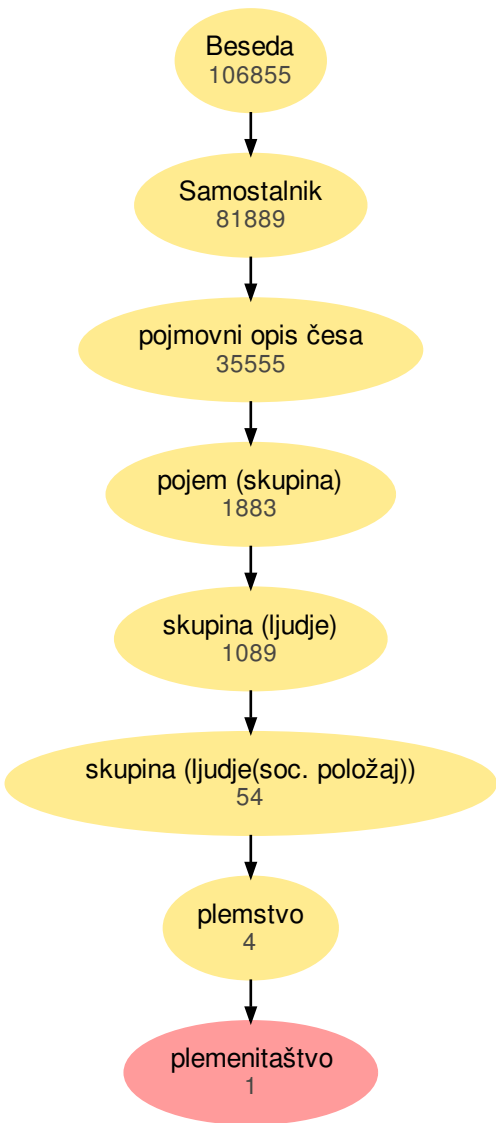 Beseda
106855
Samostalnik
81889
pojmovni opis česa
35555
pojem (skupina)
1883
skupina (ljudje)
1089
skupina (ljudje(soc. položaj))
54
plemstvo
4
plemenitaštvo
1